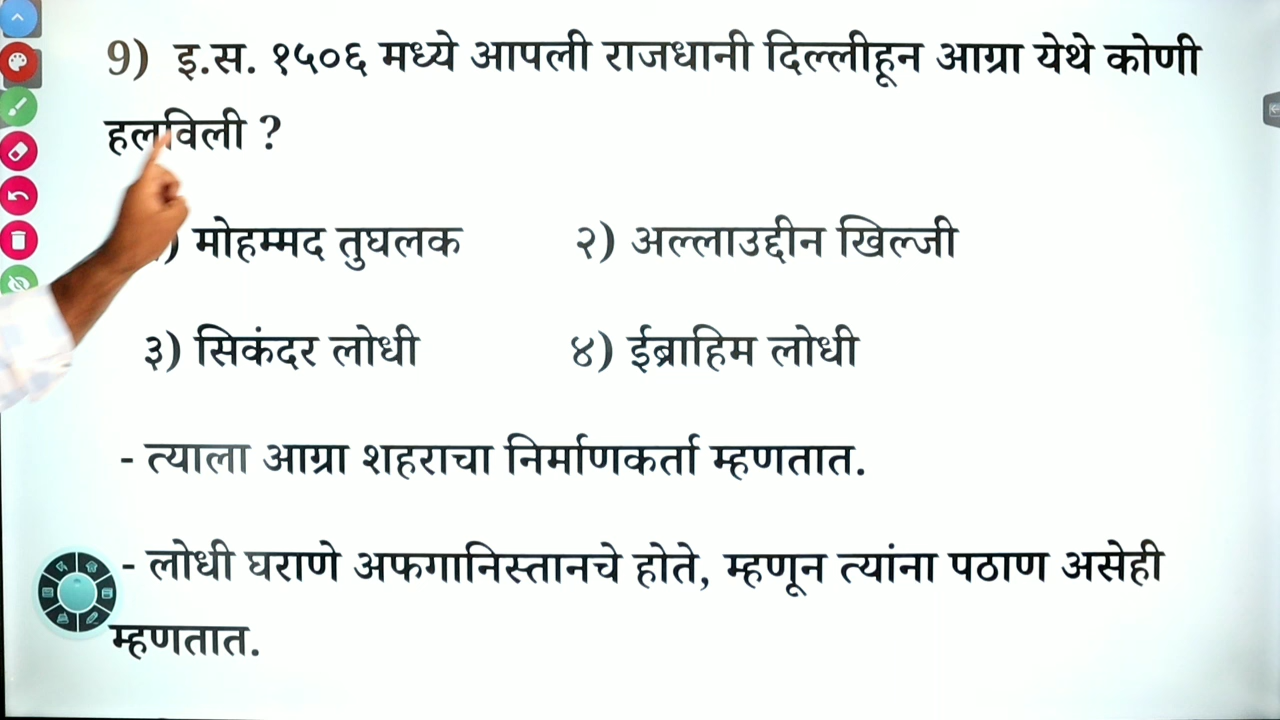 9) इ.स. १५०६ मध्ये आपली राजधानी दिल्लीहून आग्रा येथे कोणी
हलविली ?
) मोहम्मद तुघलक २) अल्लाउद्दीन खिल्जी
३) सिकंदर लोधी ४) ईब्राहिम लोधी
- त्याला आग्रा शहराचा निर्माणकर्ता म्हणतात.
- लोधी घराणे अफगानिस्तानचे होते, म्हणून त्यांना पठाण असेही
म्हणतात.